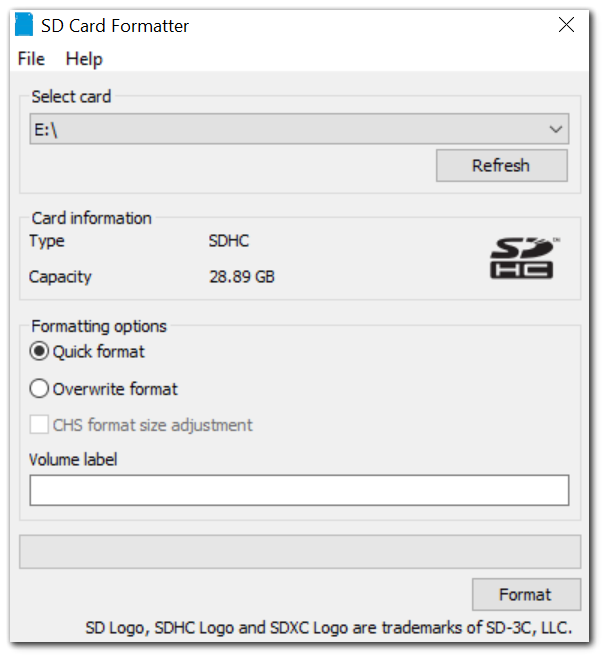 SD Card Formatter
File Help
Select card
E:\
Refresh
Card information
Type SDHC
Capacity 28.89 GB
SD
HC
™
Formatting options
Quick format
Overwrite format
CHS format size adjustment
Volume label
Format
SD Logo, SDHC Logo and SDXC Logo are trademarks of SD-3C, LLC.